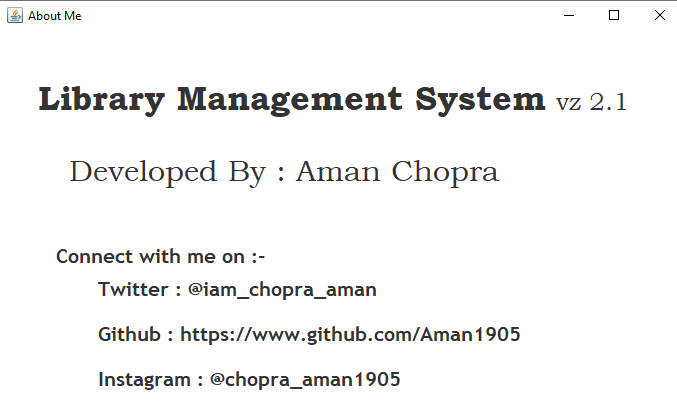 About Me
Library Management System vz 2.1
Developed By : Aman Chopra
Connect with me on :-
Twitter : @iam_chopra_aman
Github : https://www.github.com/Aman1905
Instagram : @chopra_aman1905